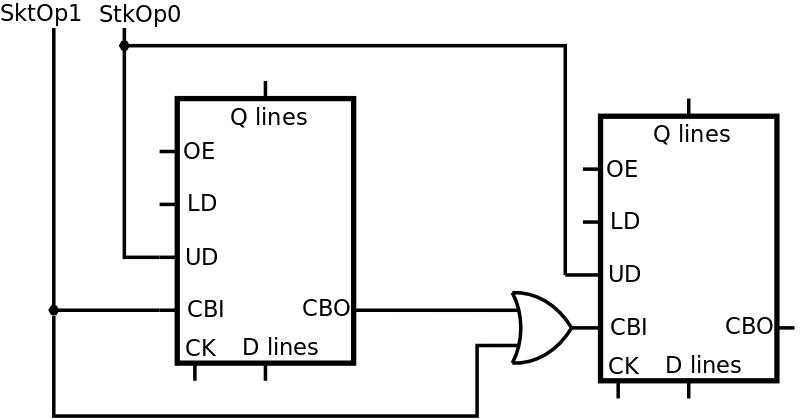 SktOp1 StkOp0
Q lines
OE
LD
UD
CBI CBO
CK D lines
Q lines
OE
LD
UD
CBI CBO
CK D lines